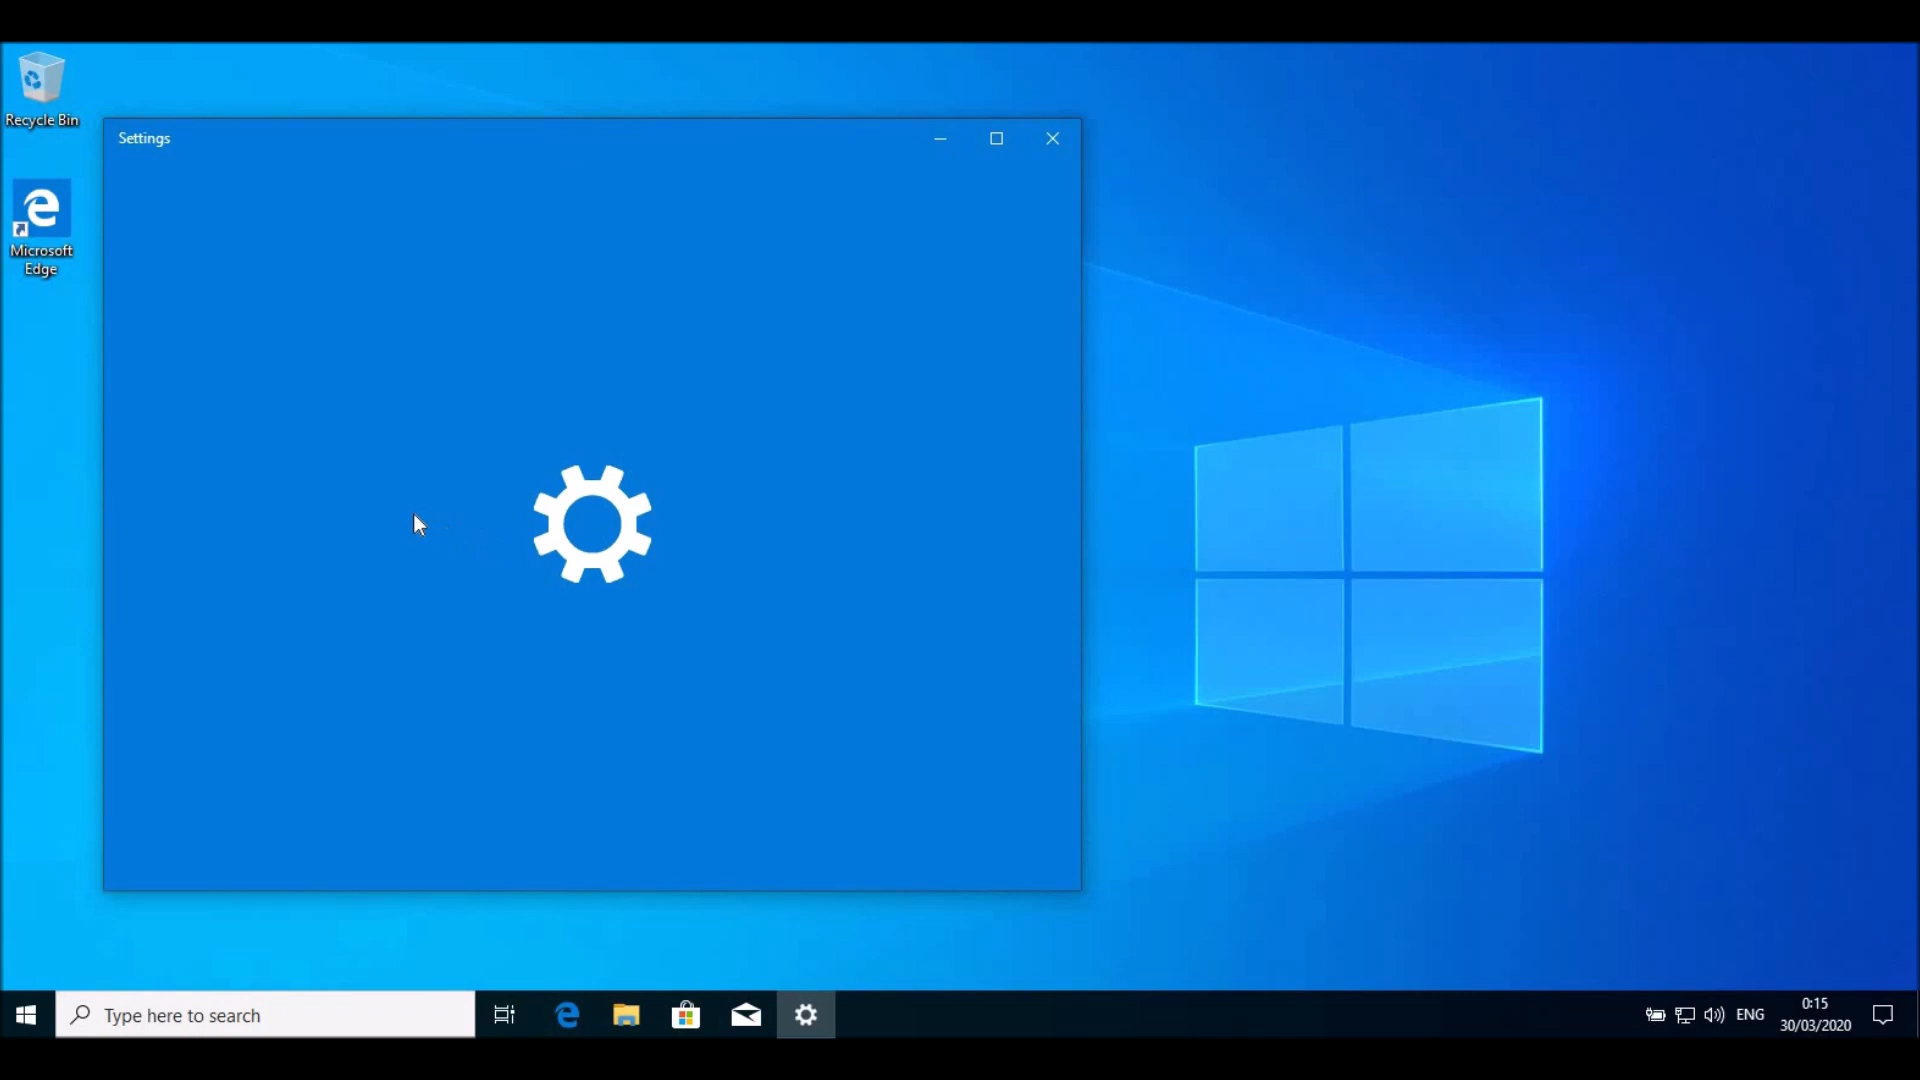 Recycle Bin
Settings
Microsoft
Edge
Type here to search
ENG
0:15
30/03/2020